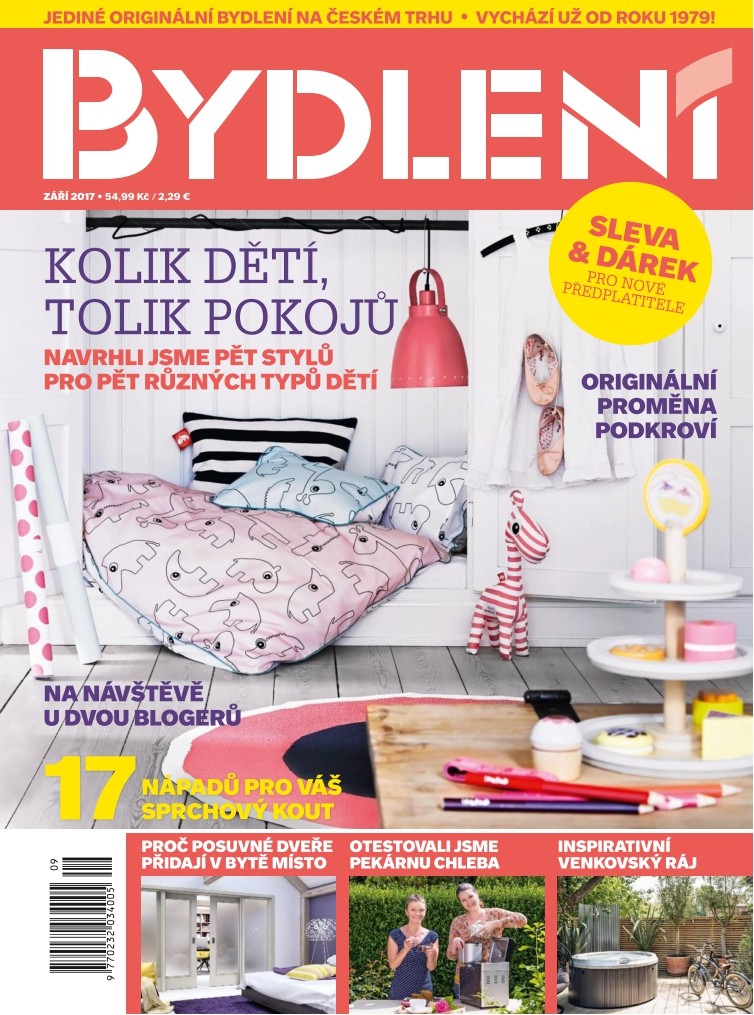 JEDINÉ ORIGINÁLNÍ BYDLENÍ NA ČESKÉM TRHU • VYCHÁZÍ UŽ OD ROKU 1979!
BYDLENÍ
ZÁŘÍ 2017 • 54,99 Kč / 2,29 €
SLEVA
& DÁREK
PRO NOVÉ
PŘEDPLATITELE
KOLIK DĚTÍ,
TOLIK POKOJŮ
NAVRHLI JSME PĚT STYLŮ
PRO PĚT RŮZNÝCH TYPŮ DĚTÍ
ORIGINÁLNÍ
PROMĚNA
PODKROVÍ
NA NÁVŠTĚVĚ
U DVOU BLOGERŮ
17 NÁPADŮ PRO VÁŠ
SPRCHOVÝ KOUT
PROČ POSUVNÉ DVEŘE
PŘIDAJÍ V BYTĚ MÍSTO
OTESTOVALI JSME
PEKÁRNU CHLEBA
INSPIRATIVNÍ
VENKOVSKÝ RÁJ
09
9 770232 034005